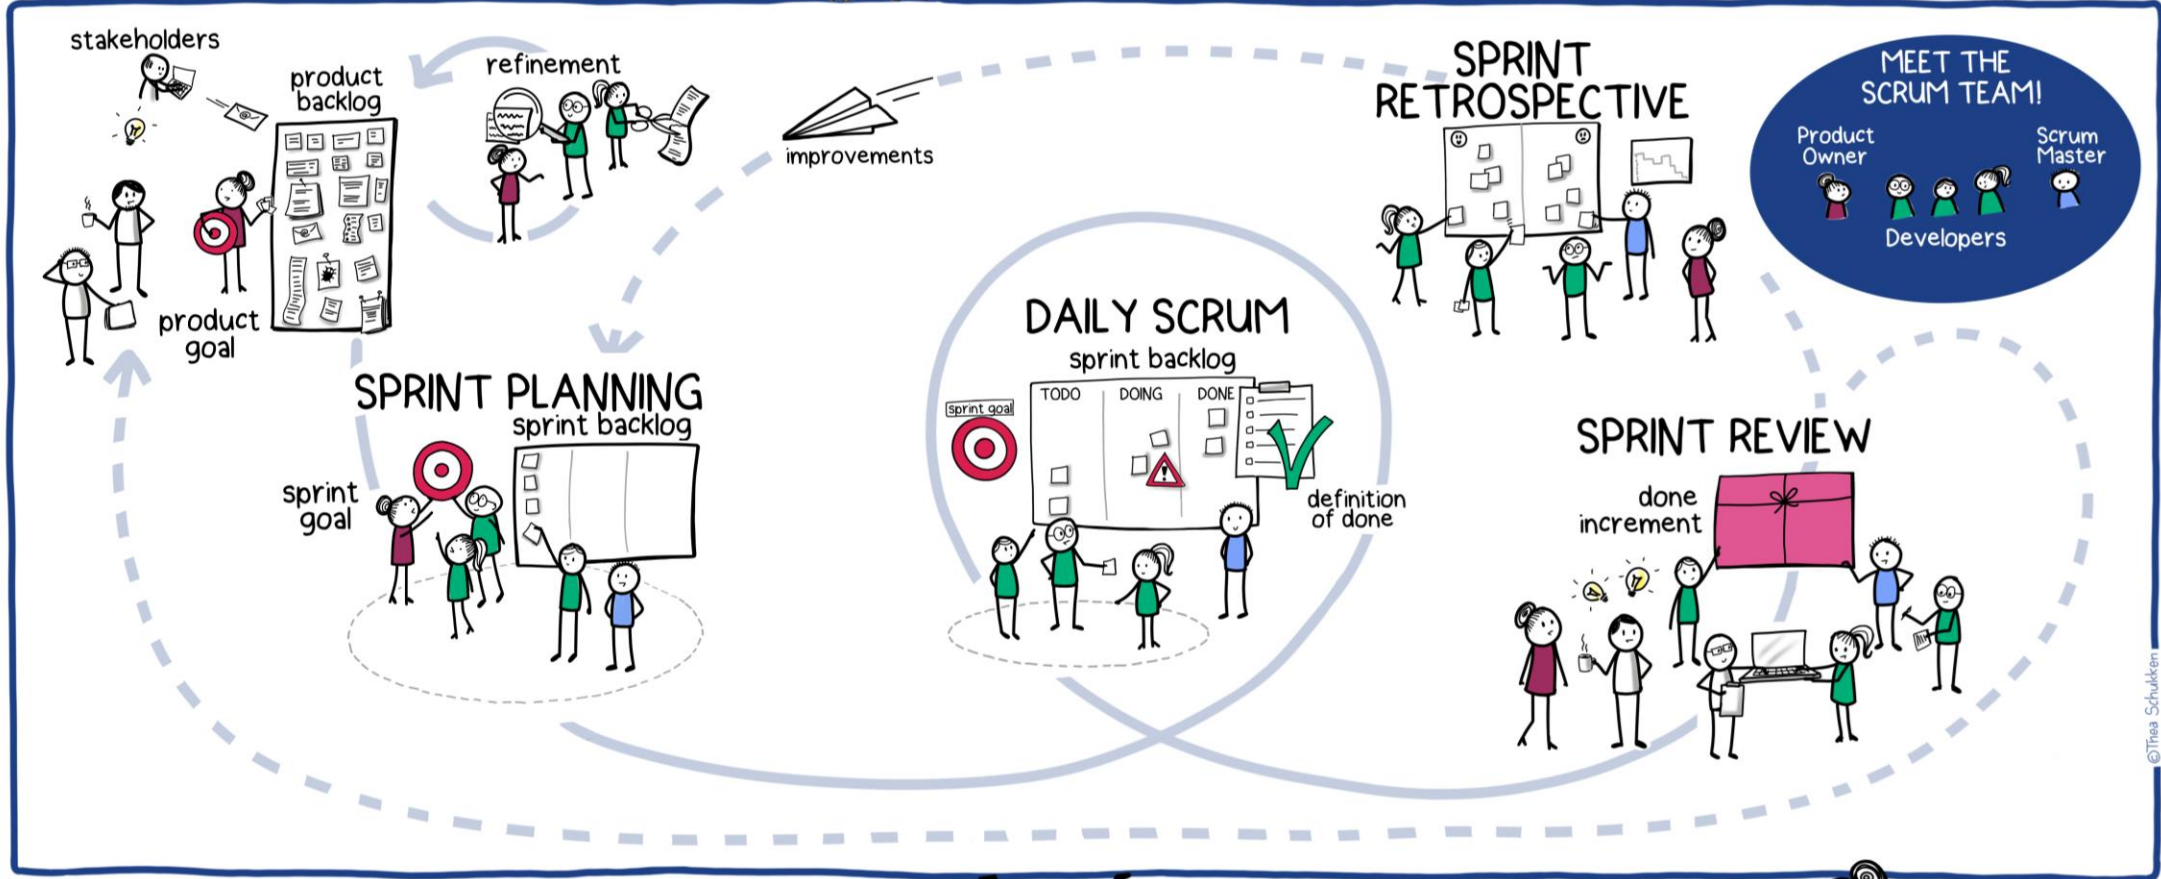 stakeholders
product
backlog
refinement
product
goal
improvements
SPRINT PLANNING
sprint backlog
sprint
goal
DAILY SCRUM
sprint backlog
sprint goal
TODO
DOING
DONE
definition
of done
SPRINT
RETROSPECTIVE
SPRINT REVIEW
done
increment
MEET THE
SCRUM TEAM!
Product
Owner
Scrum
Master
Developers
©Thea Schukken